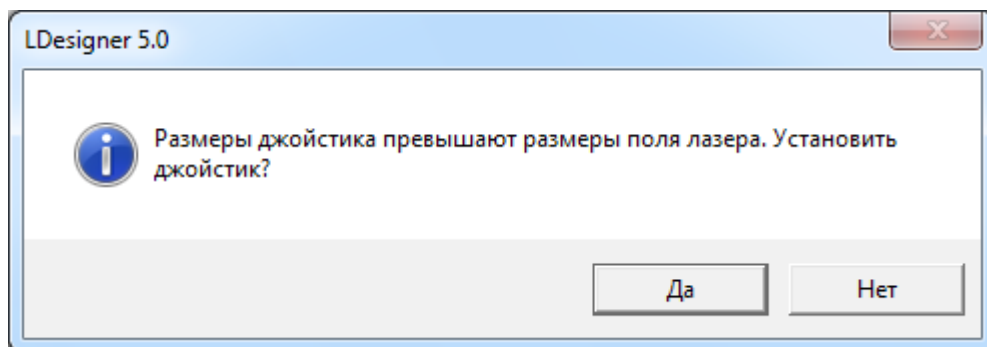 LDesigner 5.0
Размеры джойстика превышают размеры поля лазера. Установить
джойстик?
Да
Нет